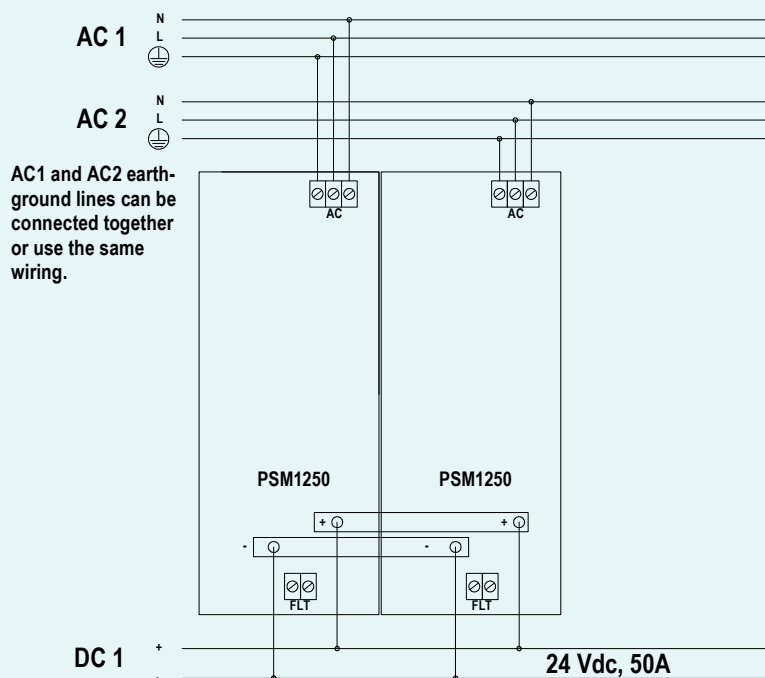 N
AC 1 L
N
AC 2 L
AC1 and AC2 earth-
ground lines can be
connected together
or use the same
wiring.
AC AC
PSM1250 PSM1250
+ +
- -
FLT FLT
DC 1 +
24 Vdc, 50A
-